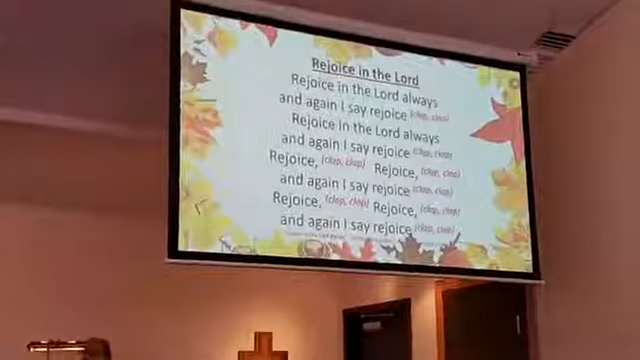 Rejoice in the Lord
Rejoice in the Lord always
and again I say rejoice (clap, clap)
Rejoice in the Lord always
and again I say rejoice (clap, clap)
Rejoice, (clap, clap) Rejoice, (clap, clap)
and again I say rejoice (clap, clap)
Rejoice, (clap, clap) Rejoice, (clap, clap)
and again I say rejoice (clap, clap)